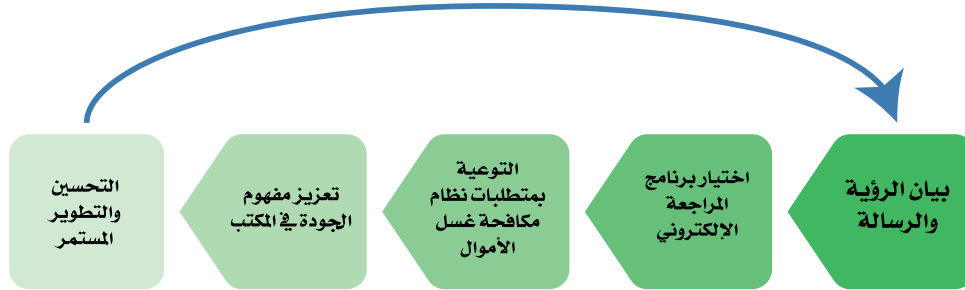 بيان الرؤية
والرسالة
اختيار برنامج
المراجعة
الإلكتروني
التوعية
بمتطلبات نظام
مكافحة غسل
الأموال
تعزيز مفهوم
الجودة في المكتب
التحسين
والتطوير
المستمر